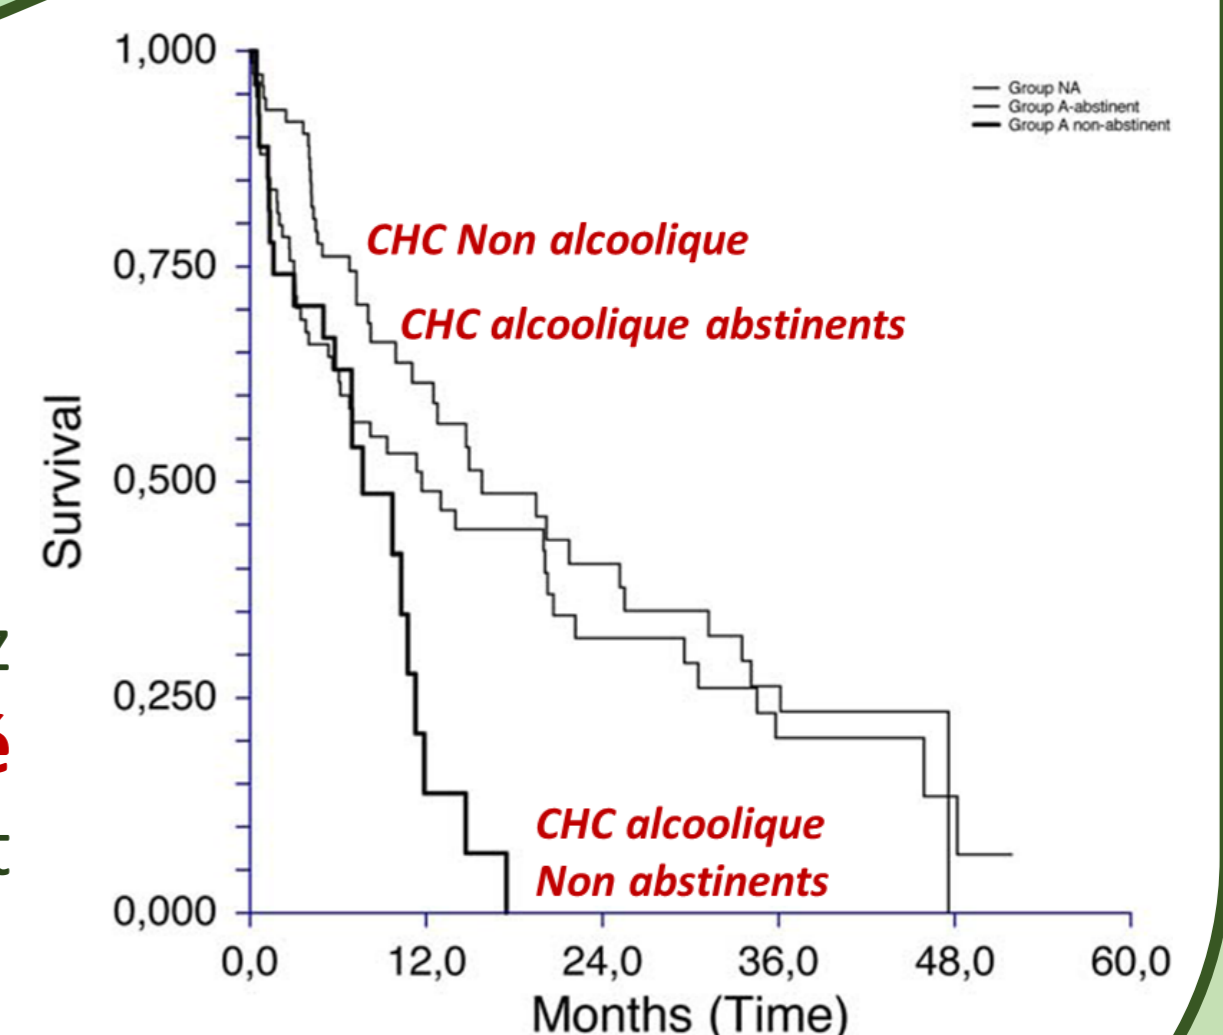 1,000
Group NA
Group A-abstinent
Group A non-abstinent
CHC Non alcoolique
0,750
CHC alcoolique abstinents
Survival
0,500
z
0,250
é
CHC alcoolique
t
Non abstinents
0,000
0,0 12,0 24,0 36,0 48,0 60,0
Months (Time)